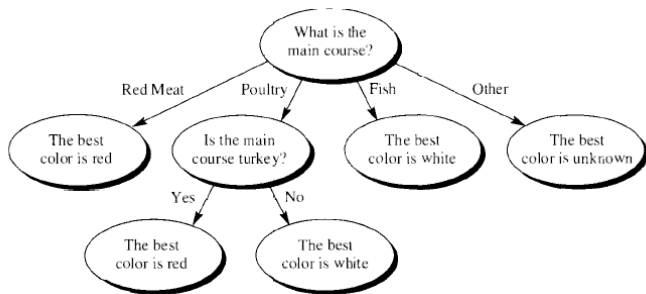 What is the
main course?
Red Meat
Poultry
Fish
Other
The best
color is red
Is the main
course turkey?
The best
color is white
The best
color is unknown
Yes
No
The best
color is red
The best
color is white